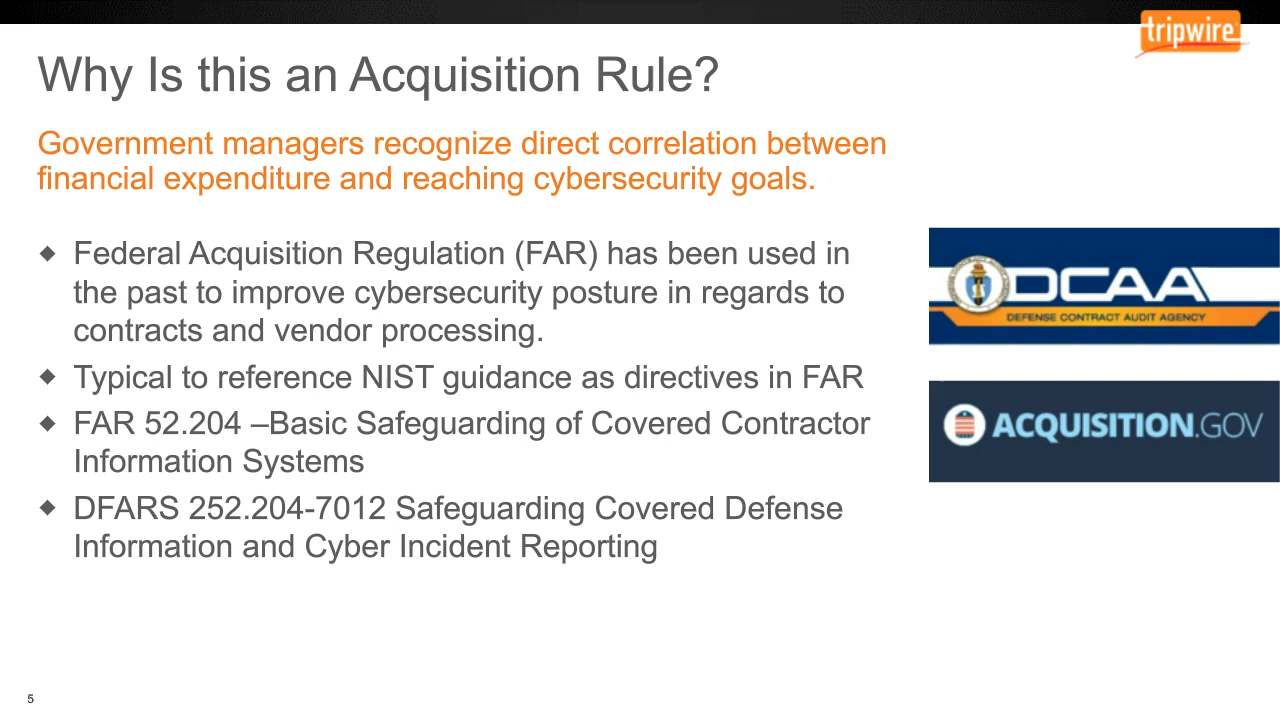 tripwire
Why Is this an Acquisition Rule?
Government managers recognize direct correlation between
financial expenditure and reaching cybersecurity goals.
◆ Federal Acquisition Regulation (FAR) has been used in
the past to improve cybersecurity posture in regards to
contracts and vendor processing.
◆ Typical to reference NIST guidance as directives in FAR
◆ FAR 52.204 –Basic Safeguarding of Covered Contractor
Information Systems
◆ DFARS 252.204-7012 Safeguarding Covered Defense
Information and Cyber Incident Reporting
DCAA
DEFENSE CONTRACT AUDIT AGENCY
ACQUISITION.GOV
5